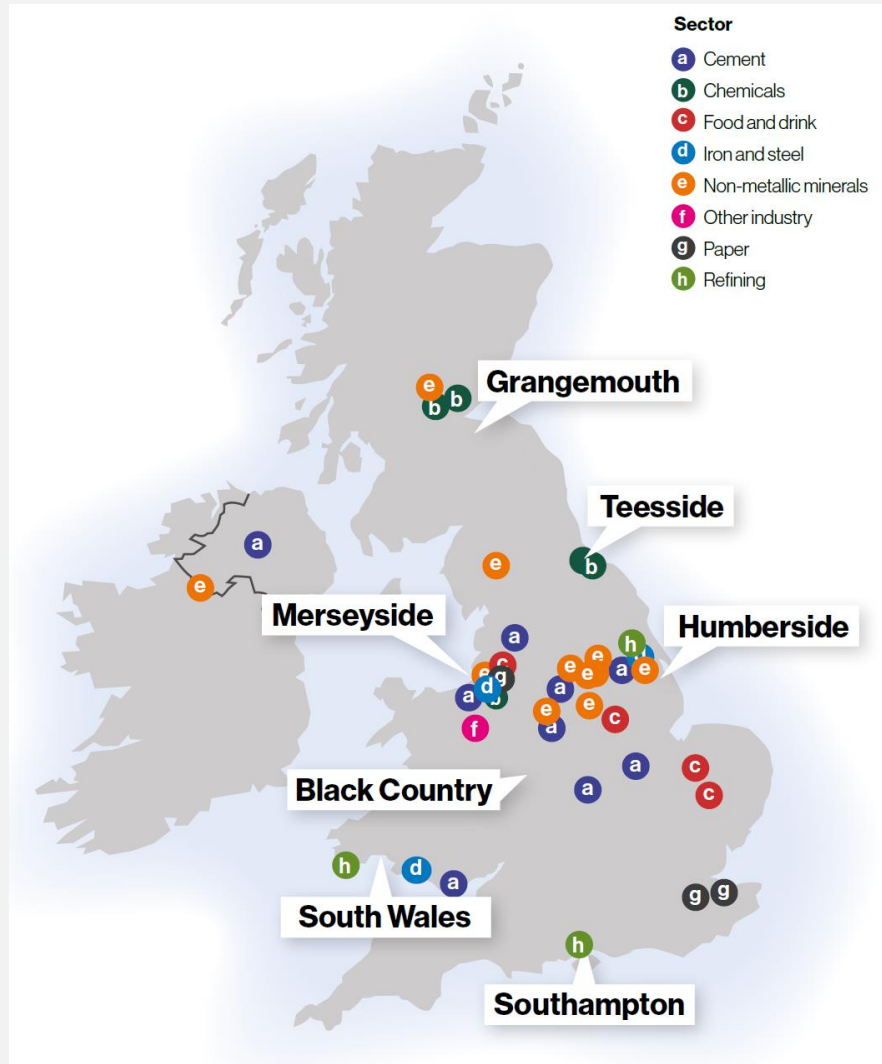 Sector
a Cement
b Chemicals
c Food and drink
d Iron and steel
e Non-metallic minerals
f Other industry
g Paper
h Refining
Grangemouth
e
b b
Teesside
a
b
e
e
Merseyside
Humberside
a
h
c
e
e
a
e
e
g
e
d
a
a
b
e
e
c
f
a
a
c
Black Country
a
c
h
d
a
g g
South Wales
h
Southampton